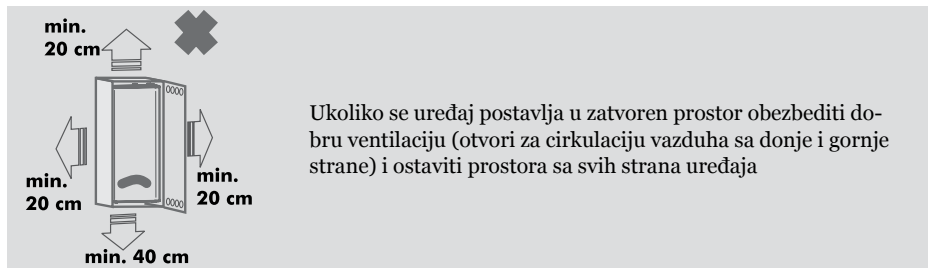 min.
20 cm
min.
20 cm
min.
20 cm
min. 40 cm
Ukoliko se uređaj postavlja u zatvoren prostor obezbediti do-
bru ventilaciju (otvori za cirkulaciju vazduha sa donje i gornje
strane) i ostaviti prostora sa svih strana uređaja